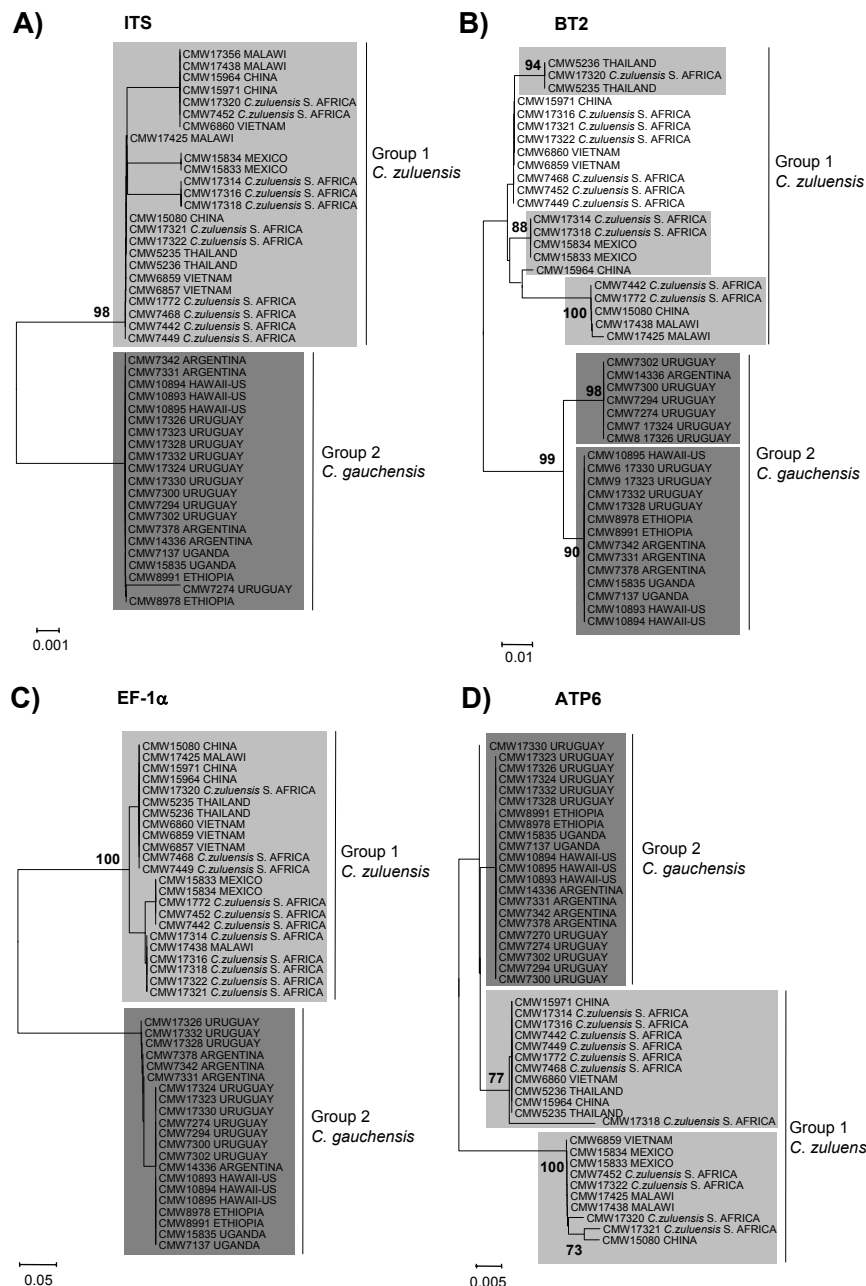 A)
ITS
CMW17356 MALAWI
CMW17438 MALAWI
CMW15964 CHINA
CMW15971 CHINA
CMW17320 C.zuluensis S. AFRICA
CMW7452 C.zuluensis S. AFRICA
CMW6860 VIETNAM
CMW17425 MALAWI
CMW15834 MEXICO
CMW15833 MEXICO
CMW17314 C.zuluensis S. AFRICA
CMW17316 C.zuluensis S. AFRICA
CMW17318 C.zuluensis S. AFRICA
CMW15080 CHINA
CMW17321 C.zuluensis S. AFRICA
CMW17322 C.zuluensis S. AFRICA
CMW5235 THAILAND
CMW5236 THAILAND
CMW6859 VIETNAM
CMW6857 VIETNAM
CMW1772 C.zuluensis S. AFRICA
CMW7468 C.zuluensis S. AFRICA
CMW7442 C.zuluensis S. AFRICA
CMW7449 C.zuluensis S. AFRICA
98
Group 1
C. zuluensis
CMW7342 ARGENTINA
CMW7331 ARGENTINA
CMW10894 HAWAII-US
CMW10893 HAWAII-US
CMW10895 HAWAII-US
CMW17326 URUGUAY
CMW17323 URUGUAY
CMW17328 URUGUAY
CMW17332 URUGUAY
CMW17324 URUGUAY
CMW17330 URUGUAY
CMW7300 URUGUAY
CMW7294 URUGUAY
CMW7302 URUGUAY
CMW7378 ARGENTINA
CMW14336 ARGENTINA
CMW7137 UGANDA
CMW15835 UGANDA
CMW8991 ETHIOPIA
CMW7274 URUGUAY
CMW8978 ETHIOPIA
Group 2
C. gauchensis
0.001
B)
BT2
94
CMW5236 THAILAND
CMW17320 C.zuluensis S. AFRICA
CMW5235 THAILAND
CMW15971 CHINA
CMW17316 C.zuluensis S. AFRICA
CMW17321 C.zuluensis S. AFRICA
CMW17322 C.zuluensis S. AFRICA
CMW6860 VIETNAM
CMW6859 VIETNAM
CMW7468 C.zuluensis S. AFRICA
CMW7452 C.zuluensis S. AFRICA
CMW7449 C.zuluensis S. AFRICA
88
CMW17314 C.zuluensis S. AFRICA
CMW17318 C.zuluensis S. AFRICA
CMW15834 MEXICO
CMW15833 MEXICO
CMW15964 CHINA
CMW7442 C.zuluensis S. AFRICA
CMW1772 C.zuluensis S. AFRICA
100
CMW15080 CHINA
CMW17438 MALAWI
CMW17425 MALAWI
Group 1
C. zuluensis
CMW7302 URUGUAY
CMW14336 ARGENTINA
98
CMW7300 URUGUAY
CMW7294 URUGUAY
CMW7274 URUGUAY
CMW7 17324 URUGUAY
CMW8 17326 URUGUAY
99
CMW10895 HAWAII-US
CMW6 17330 URUGUAY
CMW9 17323 URUGUAY
CMW17332 URUGUAY
CMW17328 URUGUAY
CMW8978 ETHIOPIA
CMW8991 ETHIOPIA
90
CMW7342 ARGENTINA
CMW7331 ARGENTINA
CMW7378 ARGENTINA
CMW15835 UGANDA
CMW7137 UGANDA
CMW10893 HAWAII-US
CMW10894 HAWAII-US
Group 2
C. gauchensis
0.01
C)
EF-1α
CMW15080 CHINA
CMW17425 MALAWI
CMW15971 CHINA
CMW15964 CHINA
CMW17320 C.zuluensis S. AFRICA
CMW5235 THAILAND
CMW5236 THAILAND
CMW6860 VIETNAM
CMW6859 VIETNAM
CMW6857 VIETNAM
100
CMW7468 C.zuluensis S. AFRICA
CMW7449 C.zuluensis S. AFRICA
CMW15833 MEXICO
CMW15834 MEXICO
CMW1772 C.zuluensis S. AFRICA
CMW7452 C.zuluensis S. AFRICA
CMW7442 C.zuluensis S. AFRICA
CMW17314 C.zuluensis S. AFRICA
CMW17438 MALAWI
CMW17316 C.zuluensis S. AFRICA
CMW17318 C.zuluensis S. AFRICA
CMW17322 C.zuluensis S. AFRICA
CMW17321 C.zuluensis S. AFRICA
Group 1
C. zuluensis
CMW17326 URUGUAY
CMW17332 URUGUAY
CMW17328 URUGUAY
CMW7378 ARGENTINA
CMW7342 ARGENTINA
CMW7331 ARGENTINA
CMW17324 URUGUAY
CMW17323 URUGUAY
CMW17330 URUGUAY
CMW7274 URUGUAY
CMW7294 URUGUAY
CMW7300 URUGUAY
CMW7302 URUGUAY
CMW14336 ARGENTINA
CMW10893 HAWAII-US
CMW10894 HAWAII-US
CMW10895 HAWAII-US
CMW8978 ETHIOPIA
CMW8991 ETHIOPIA
CMW15835 UGANDA
CMW7137 UGANDA
Group 2
C. gauchensis
0.05
D)
ATP6
CMW17330 URUGUAY
CMW17323 URUGUAY
CMW17326 URUGUAY
CMW17324 URUGUAY
CMW17332 URUGUAY
CMW17328 URUGUAY
CMW8991 ETHIOPIA
CMW8978 ETHIOPIA
CMW15835 UGANDA
CMW7137 UGANDA
CMW10894 HAWAII-US
CMW10895 HAWAII-US
CMW10893 HAWAII-US
CMW14336 ARGENTINA
CMW7331 ARGENTINA
CMW7342 ARGENTINA
CMW7378 ARGENTINA
CMW7270 URUGUAY
CMW7274 URUGUAY
CMW7302 URUGUAY
CMW7294 URUGUAY
CMW7300 URUGUAY
Group 2
C. gauchensis
CMW15971 CHINA
CMW17314 C.zuluensis S. AFRICA
CMW17316 C.zuluensis S. AFRICA
CMW7442 C.zuluensis S. AFRICA
CMW7449 C.zuluensis S. AFRICA
CMW1772 C.zuluensis S. AFRICA
CMW7468 C.zuluensis S. AFRICA
77
CMW6860 VIETNAM
CMW5236 THAILAND
CMW15964 CHINA
CMW5235 THAILAND
CMW17318 C.zuluensis S. AFRICA
CMW6859 VIETNAM
CMW15834 MEXICO
100
CMW15833 MEXICO
CMW7452 C.zuluensis S. AFRICA
CMW17322 C.zuluensis S. AFRICA
CMW17425 MALAWI
CMW17438 MALAWI
CMW17320 C.zuluensis S. AFRICA
CMW17321 C.zuluensis S. AFRICA
CMW15080 CHINA
73
Group 1
C. zuluens
0.005